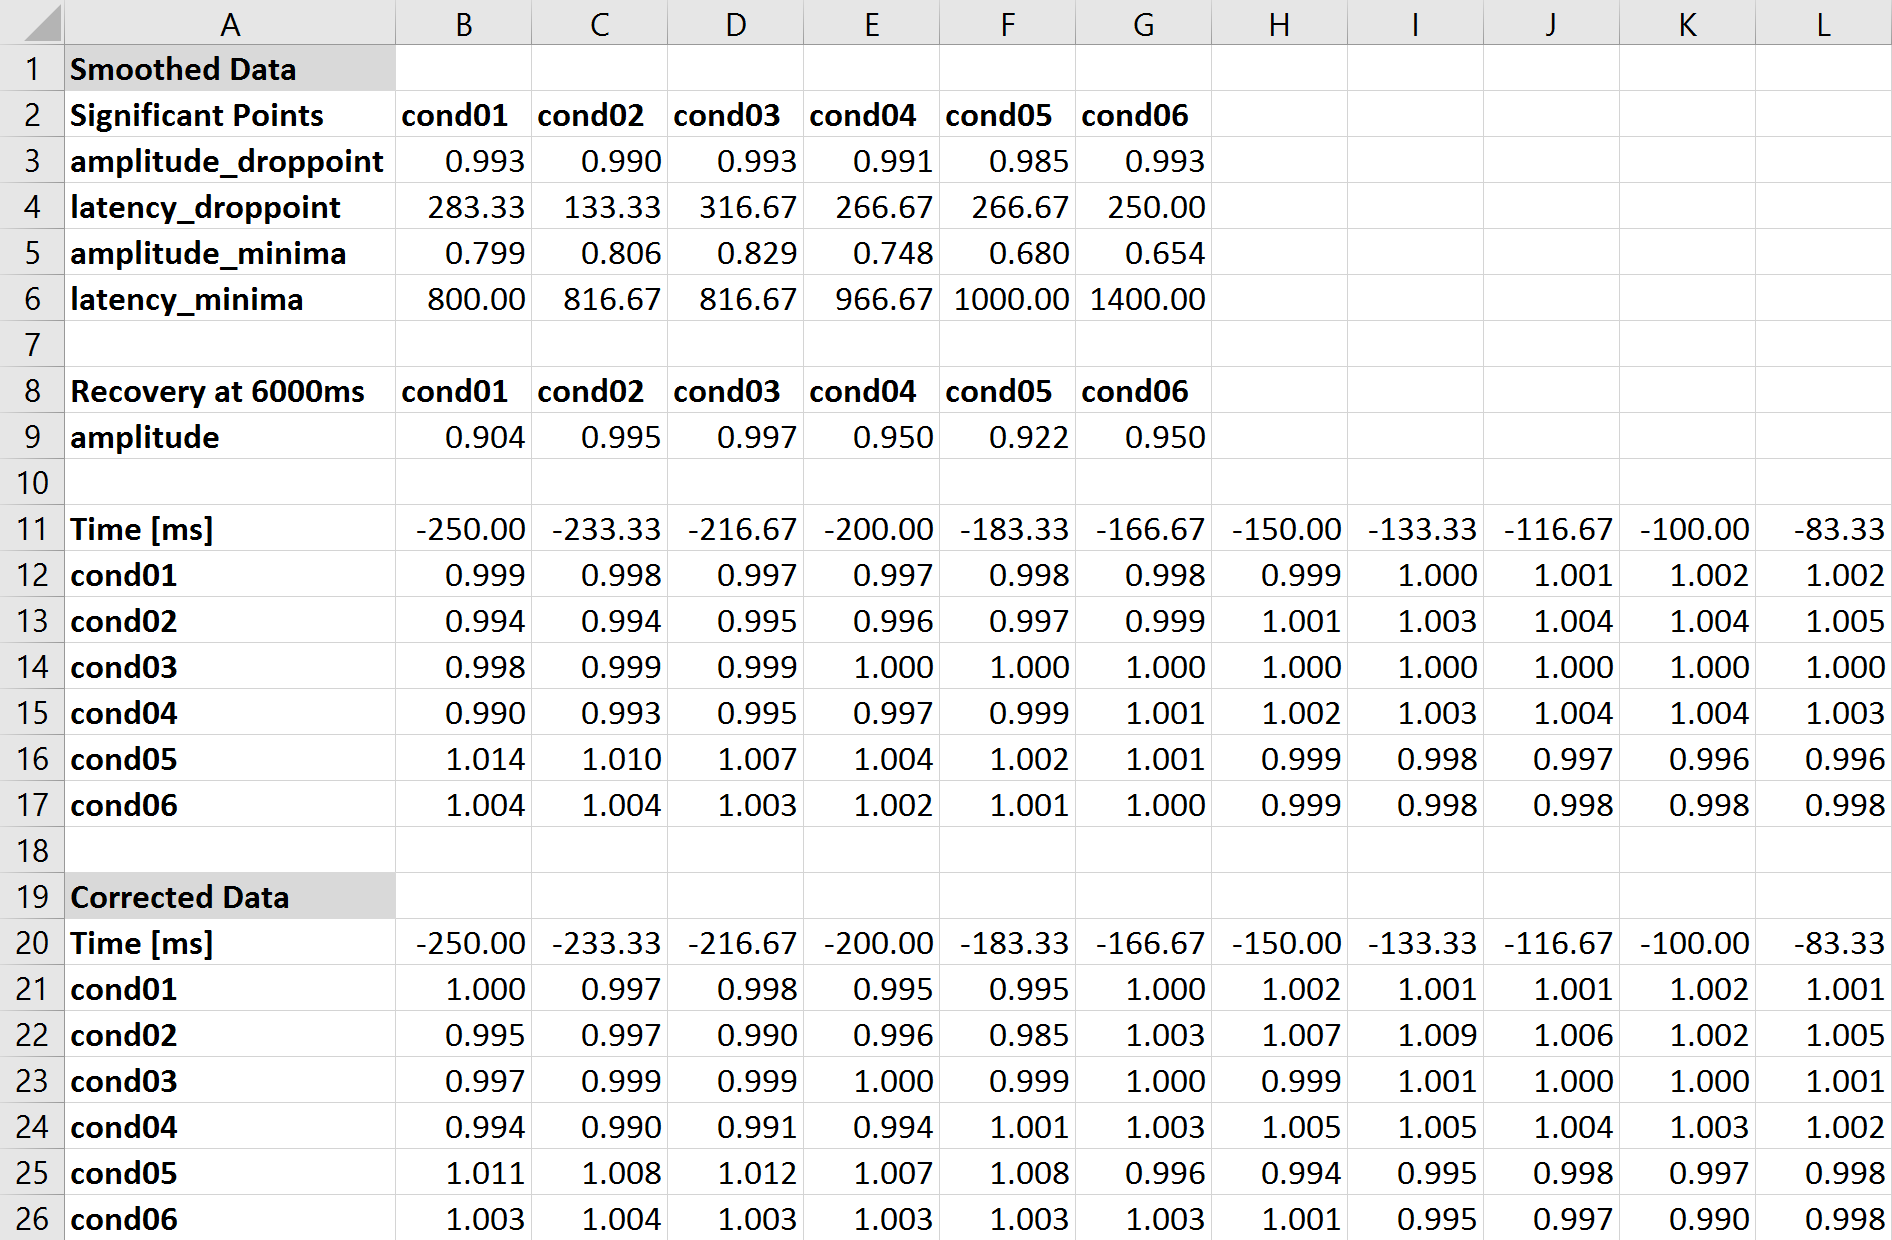 A B C D E F G H I J K L
1 Smoothed Data
2 Significant Points cond01 cond02 cond03 cond04 cond05 cond06
3 amplitude_droppoint 0.993 0.990 0.993 0.991 0.985 0.993
4 latency_droppoint 283.33 133.33 316.67 266.67 266.67 250.00
5 amplitude_minima 0.799 0.806 0.829 0.748 0.680 0.654
6 latency_minima 800.00 816.67 816.67 966.67 1000.00 1400.00
7
8 Recovery at 6000ms cond01 cond02 cond03 cond04 cond05 cond06
9 amplitude 0.904 0.995 0.997 0.950 0.922 0.950
10
11 Time [ms] -250.00 -233.33 -216.67 -200.00 -183.33 -166.67 -150.00 -133.33 -116.67 -100.00 -83.33
12 cond01 0.999 0.998 0.997 0.997 0.998 0.998 0.999 1.000 1.001 1.002 1.002
13 cond02 0.994 0.994 0.995 0.996 0.997 0.999 1.001 1.003 1.004 1.004 1.005
14 cond03 0.998 0.999 0.999 1.000 1.000 1.000 1.000 1.000 1.000 1.000 1.000
15 cond04 0.990 0.993 0.995 0.997 0.999 1.001 1.002 1.003 1.004 1.004 1.003
16 cond05 1.014 1.010 1.007 1.004 1.002 1.001 0.999 0.998 0.997 0.996 0.996
17 cond06 1.004 1.004 1.003 1.002 1.001 1.000 0.999 0.998 0.998 0.998 0.998
18
19 Corrected Data
20 Time [ms] -250.00 -233.33 -216.67 -200.00 -183.33 -166.67 -150.00 -133.33 -116.67 -100.00 -83.33
21 cond01 1.000 0.997 0.998 0.995 0.995 1.000 1.002 1.001 1.001 1.002 1.001
22 cond02 0.995 0.997 0.990 0.996 0.985 1.003 1.007 1.009 1.006 1.002 1.005
23 cond03 0.997 0.999 0.999 1.000 0.999 1.000 0.999 1.001 1.000 1.000 1.001
24 cond04 0.994 0.990 0.991 0.994 1.001 1.003 1.005 1.005 1.004 1.003 1.002
25 cond05 1.011 1.008 1.012 1.007 1.008 0.996 0.994 0.995 0.998 0.997 0.998
26 cond06 1.003 1.004 1.003 1.003 1.003 1.003 1.001 0.995 0.997 0.990 0.998